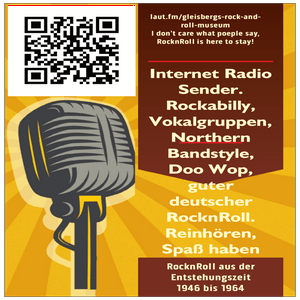 laut.fm/gleisbergs-rock-and-
roll-museum
I don't care what poeple say,
RocknRoll is here to stay!
Internet Radio
Sender.
Rockabilly,
Vokalgruppen,
Northern
Bandstyle,
Doo Wop,
guter
deutscher
RocknRoll.
Reinhören,
Spaß haben
RocknRoll aus der
Entstehungszeit
1946 bis 1964